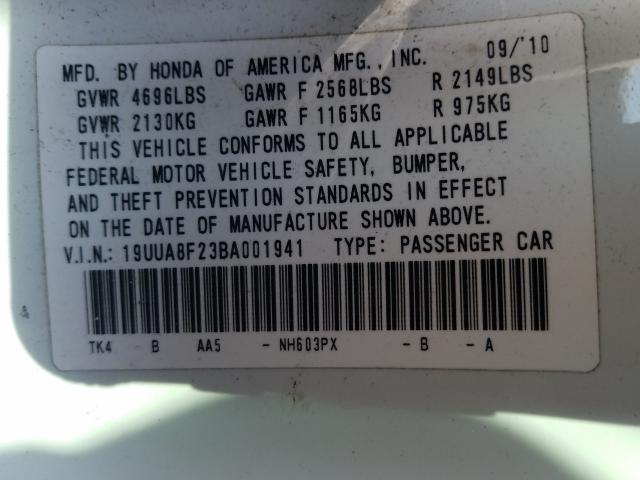 MFD. BY HONDA OF AMERICA MFG., INC. 09/'10
GVWR 4696LBS GAWR F 2568LBS R 2149LBS
GVWR 2130KG GAWR F 1165KG R 975KG
THIS VEHICLE CONFORMS TO ALL APPLICABLE
FEDERAL MOTOR VEHICLE SAFETY, BUMPER,
AND THEFT PREVENTION STANDARDS IN EFFECT
ON THE DATE OF MANUFACTURE SHOWN ABOVE.
V.I.N.: 19UUA8F23BA001941 TYPE: PASSENGER CAR
TK4 B AA5 - NH603PX - B - A